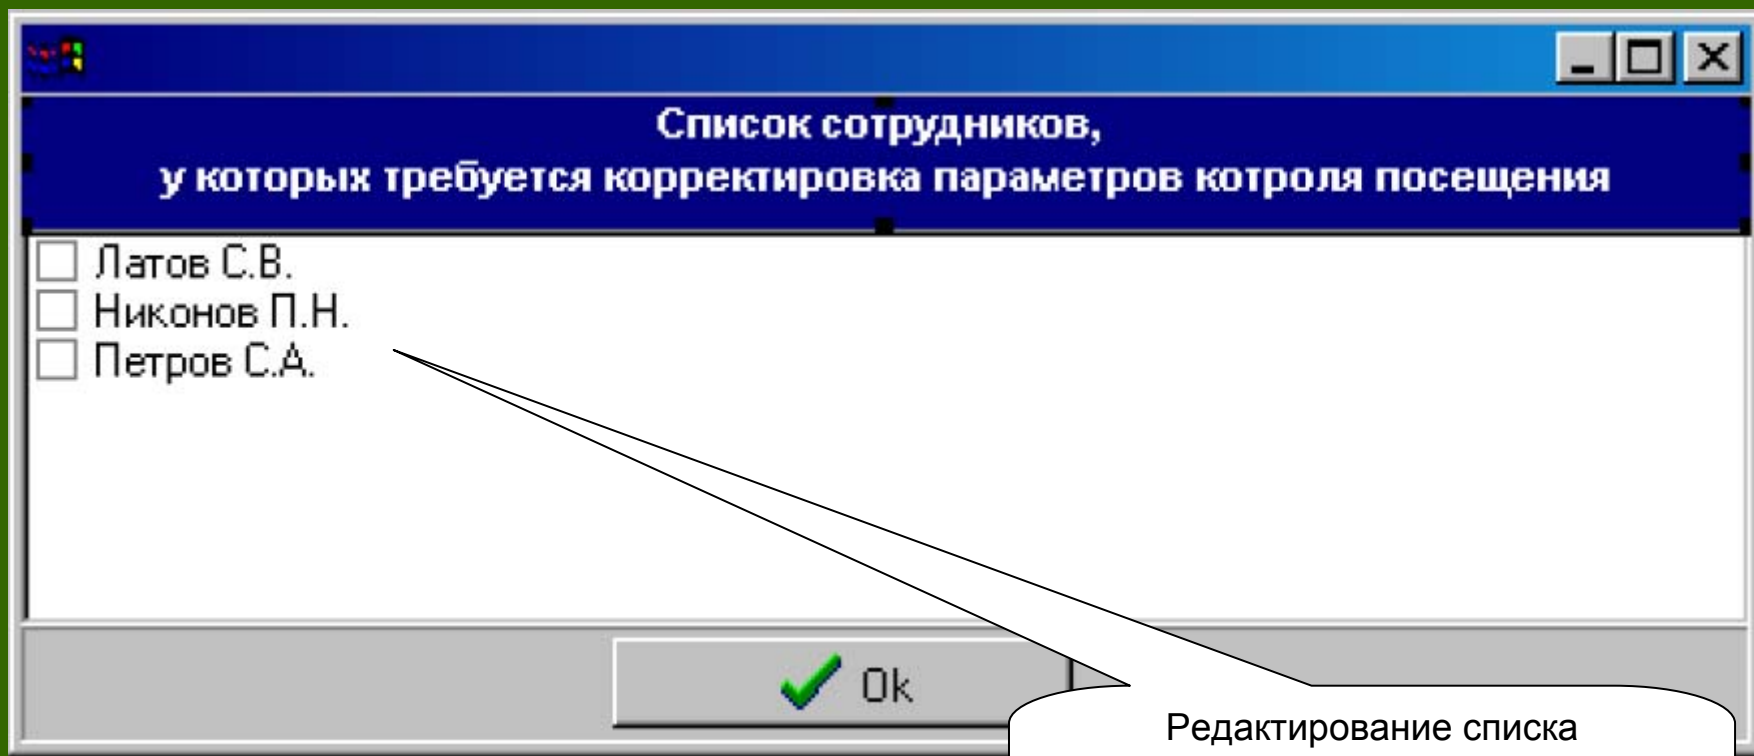 Список сотрудников,
у которых требуется корректировка параметров котроля посещения
Латов С.В.
Никонов П.Н.
Петров С.А.
Ok
Редактирование списка